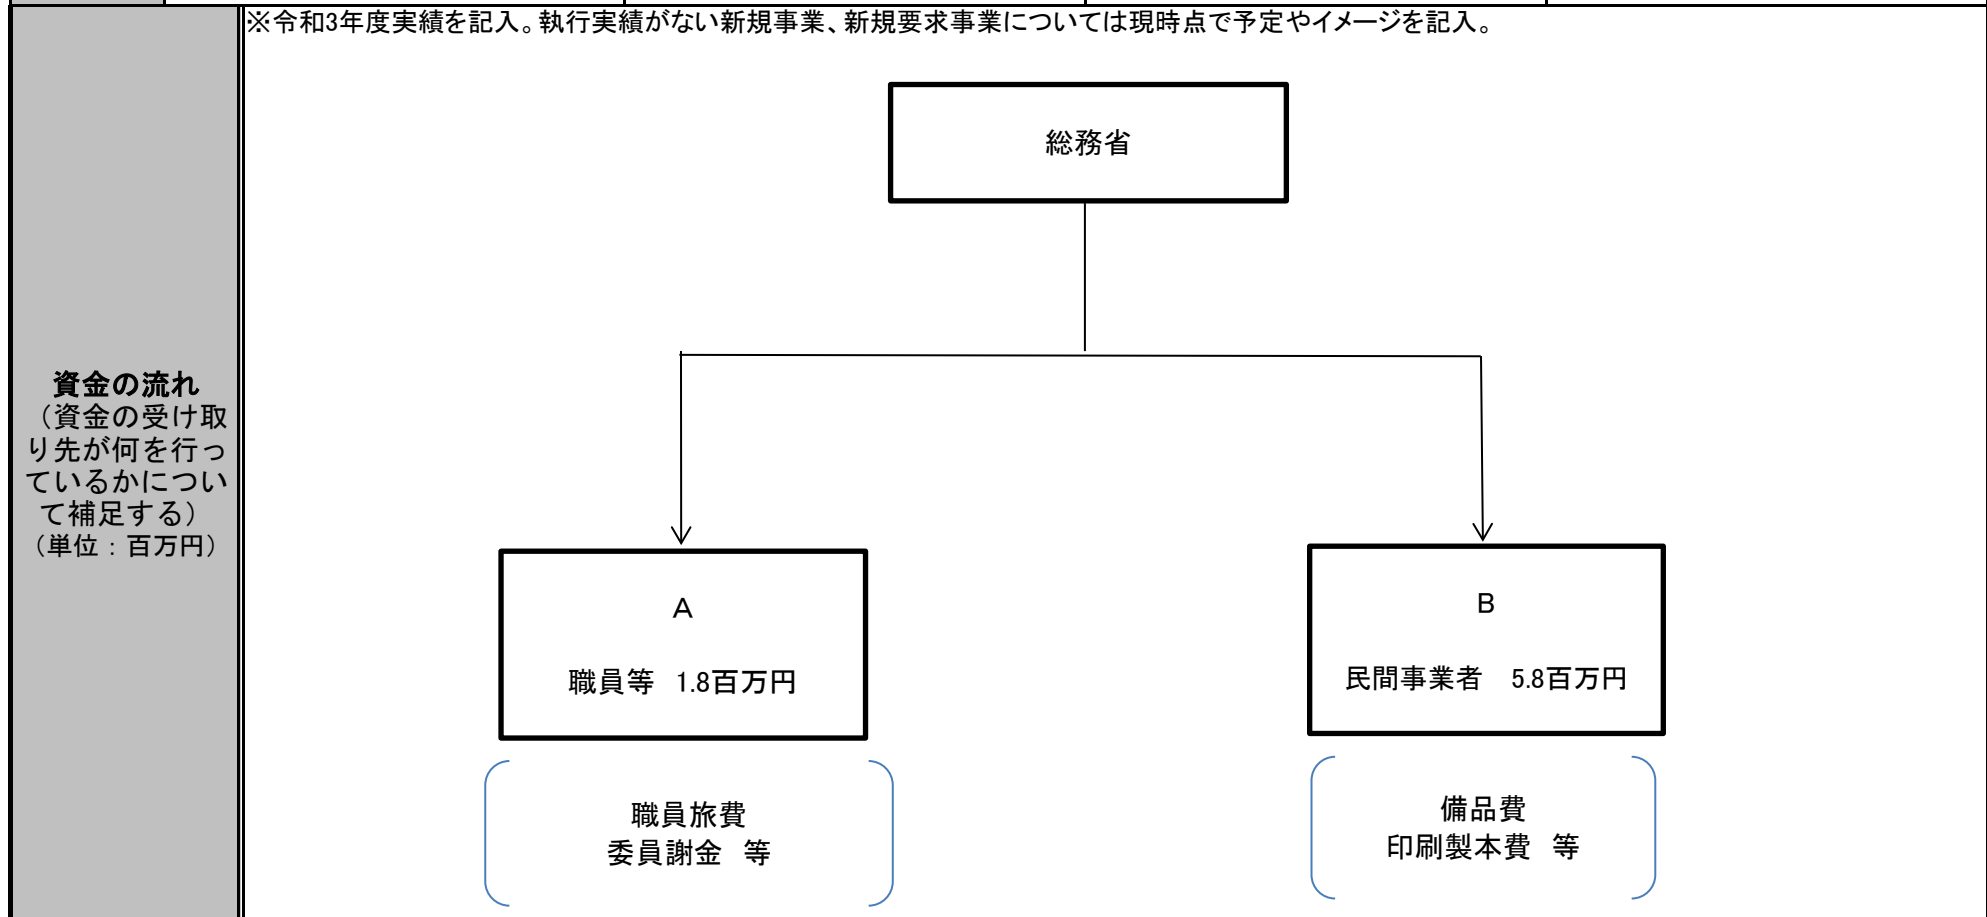 ※令和3年度実績を記入。執行実績がない新規事業、新規要求事業については現時点で予定やイメージを記入。
資金の流れ
（資金の受け取
り先が何を行っ
ているかについ
て補足する）
（単位：百万円）
総務省
A
職員等　1.8百万円
職員旅費
委員謝金　等
B
民間事業者　5.8百万円
備品費
印刷製本費　等